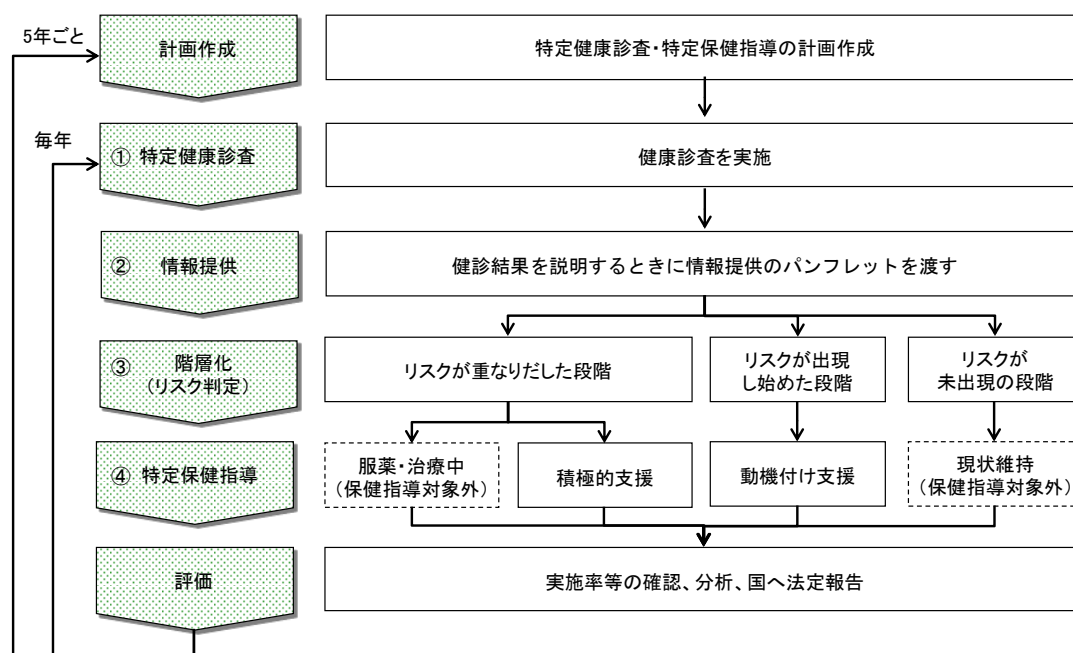 5年ごと
計画作成
特定健康診査・特定保健指導の計画作成
毎年
① 特定健康診査
健康診査を実施
② 情報提供
健診結果を説明するときに情報提供のパンフレットを渡す
③ 階層化
（リスク判定）
リスクが重なりだした段階
リスクが出現
し始めた段階
リスクが
未出現の段階
④ 特定保健指導
服薬・治療中
（保健指導対象外）
積極的支援
動機付け支援
現状維持
（保健指導対象外）
評価
実施率等の確認、分析、国へ法定報告